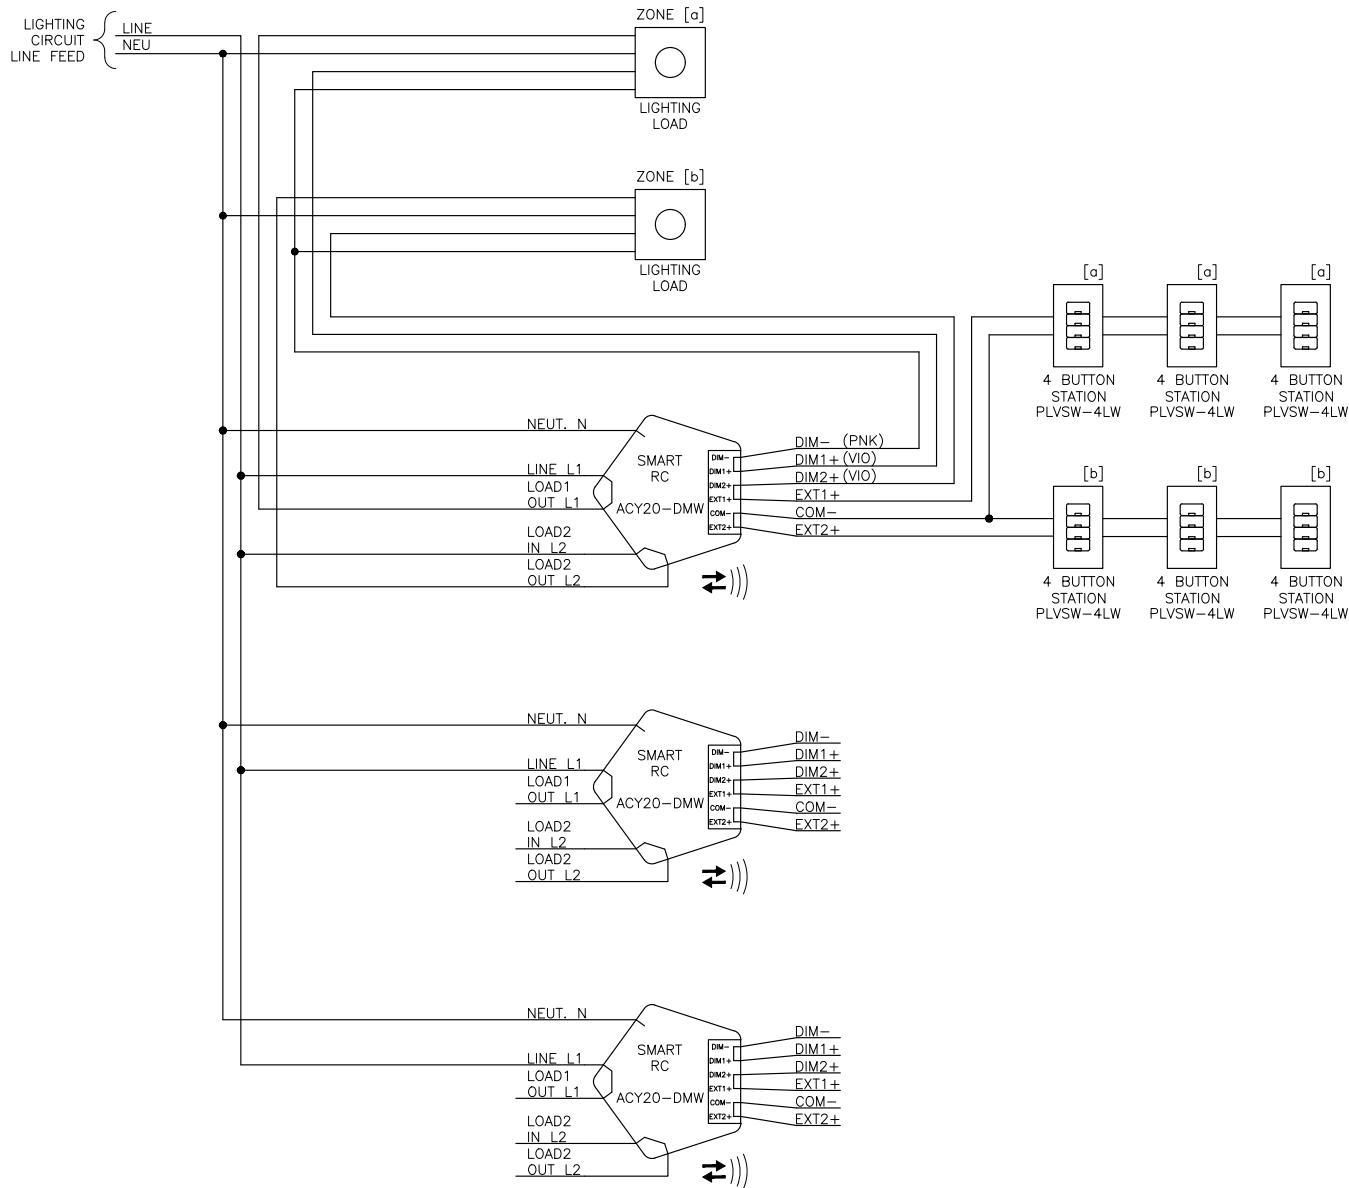 ZONE [a]
LIGHTING
CIRCUIT
LINE FEED
LINE
NEU
LIGHTING
LOAD
ZONE [b]
LIGHTING
LOAD
[a]
[a]
[a]
4 BUTTON
STATION
PLVSW-4LW
4 BUTTON
STATION
PLVSW-4LW
4 BUTTON
STATION
PLVSW-4LW
NEUT. N
LINE L1
LOAD1
OUT L1
LOAD2
IN L2
LOAD2
OUT L2
SMART
RC
ACY20-DMW
DIM-
DIM1+
DIM2+
EXT1+
COM-
EXT2+
DIM- (PNK)
DIM1+ (VIO)
DIM2+ (VIO)
EXT1+
COM-
EXT2+
[b]
[b]
[b]
4 BUTTON
STATION
PLVSW-4LW
4 BUTTON
STATION
PLVSW-4LW
4 BUTTON
STATION
PLVSW-4LW
NEUT. N
LINE L1
LOAD1
OUT L1
LOAD2
IN L2
LOAD2
OUT L2
SMART
RC
ACY20-DMW
DIM-
DIM1+
DIM2+
EXT1+
COM-
EXT2+
DIM-
DIM1+
DIM2+
EXT1+
COM-
EXT2+
NEUT. N
LINE L1
LOAD1
OUT L1
LOAD2
IN L2
LOAD2
OUT L2
SMART
RC
ACY20-DMW
DIM-
DIM1+
DIM2+
EXT1+
COM-
EXT2+
DIM-
DIM1+
DIM2+
EXT1+
COM-
EXT2+